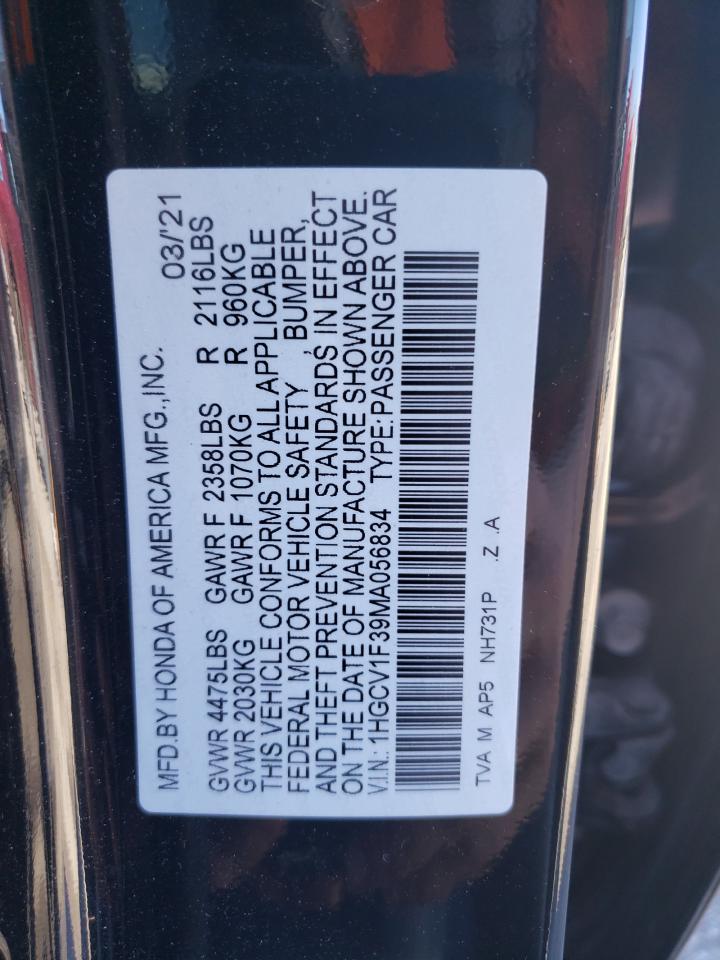 MFD.BY HONDA OF AMERICA MFG.,INC. 03/'21
GVWR 4475LBS GAWR F 2358LBS R 2116LBS
GVWR 2030KG GAWR F 1070KG R 960KG
THIS VEHICLE CONFORMS TO ALL APPLICABLE
FEDERAL MOTOR VEHICLE SAFETY , BUMPER,
AND THEFT PREVENTION STANDARDS IN EFFECT
ON THE DATE OF MANUFACTURE SHOWN ABOVE.
V.I.N.: 1HGCV1F39MA056834 TYPE:PASSENGER CAR
TVA M AP5 NH731P .Z .A